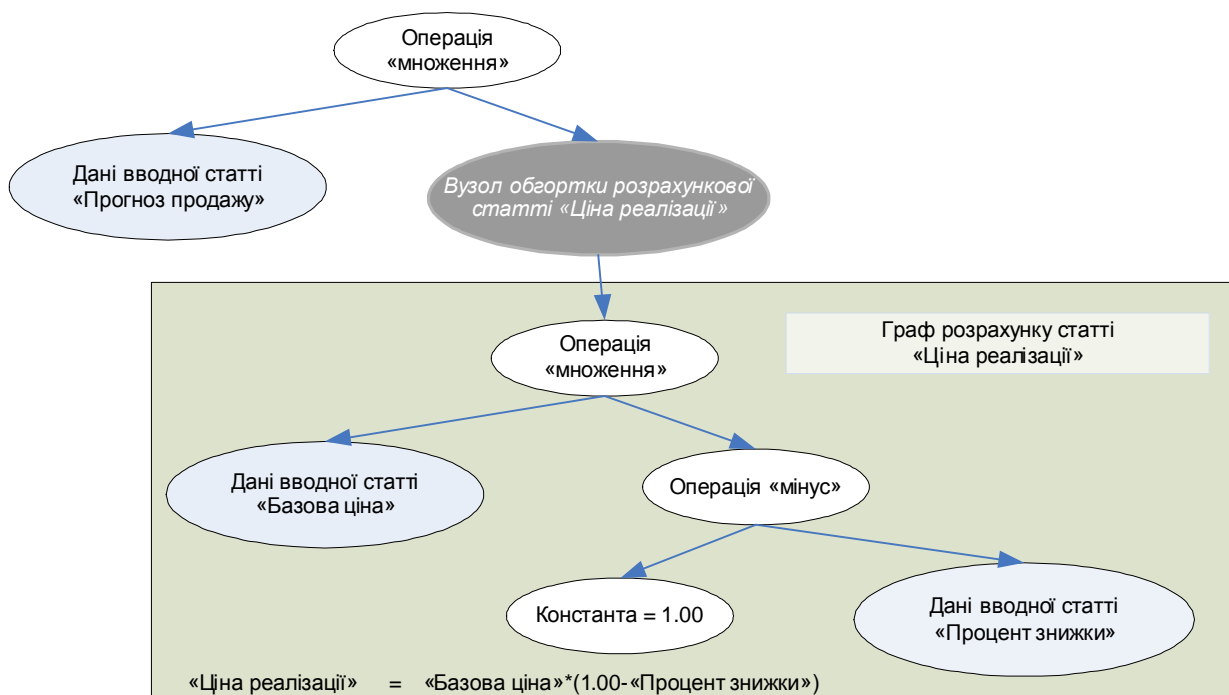 Операція
«множення»
Дані вводної статті
«Прогноз продажу»
Вузол обгортки розрахункової
статті «Ціна реалізації»
Операція
«множення»
Граф розрахунку статті
«Ціна реалізації»
Дані вводної статті
«Базова ціна»
Операція «мінус»
Константа = 1.00
Дані вводної статті
«Процент знижки»
«Ціна реалізації» = «Базова ціна»*(1.00-«Процент знижки»)